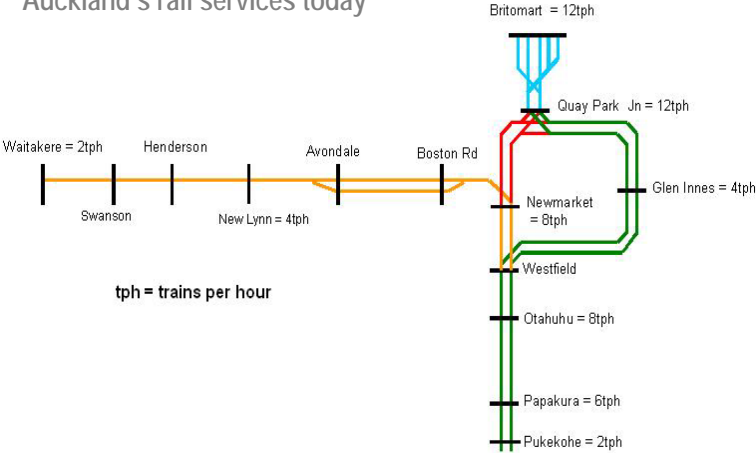 Auckland's rail services today
Britomart = 12tph
Quay Park Jn = 12tph
Waitakere = 2tph
Henderson
Avondale
Boston Rd
Glen Innes = 4tph
Newmarket
= 8tph
Swanson
New Lynn = 4tph
Westfield
tph = trains per hour
Otahuhu = 8tph
Papakura = 6tph
Pukekohe = 2tph